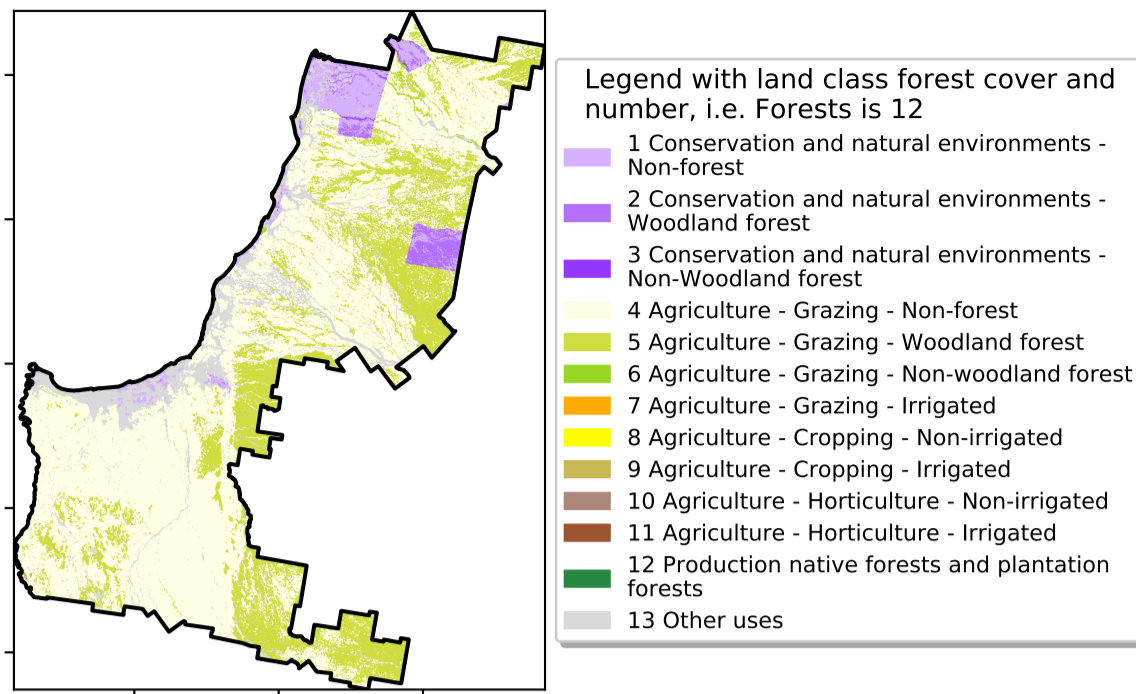 Legend with land class forest cover and
number, i.e. Forests is 12
1 Conservation and natural environments -
Non-forest
2 Conservation and natural environments -
Woodland forest
3 Conservation and natural environments -
Non-Woodland forest
4 Agriculture - Grazing - Non-forest
5 Agriculture - Grazing - Woodland forest
6 Agriculture - Grazing - Non-woodland forest
7 Agriculture - Grazing - Irrigated
8 Agriculture - Cropping - Non-irrigated
9 Agriculture - Cropping - Irrigated
10 Agriculture - Horticulture - Non-irrigated
11 Agriculture - Horticulture - Irrigated
12 Production native forests and plantation
forests
13 Other uses